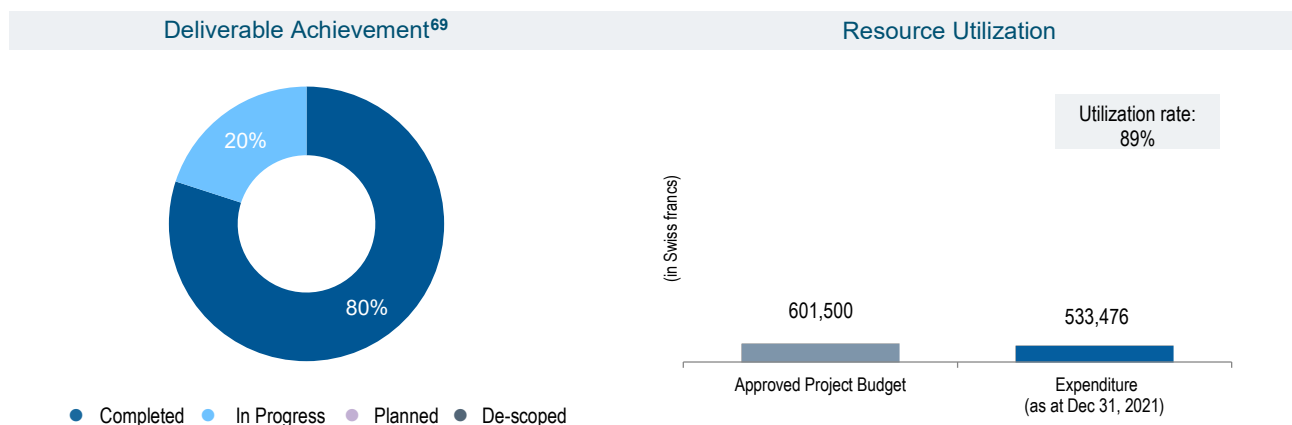 Deliverable Achievement69
Resource Utilization
20%
80%
Completed In Progress Planned De-scoped
Utilization rate:
89%
(in Swiss francs)
601,500
533,476
Approved Project Budget
Expenditure
(as at Dec 31, 2021)